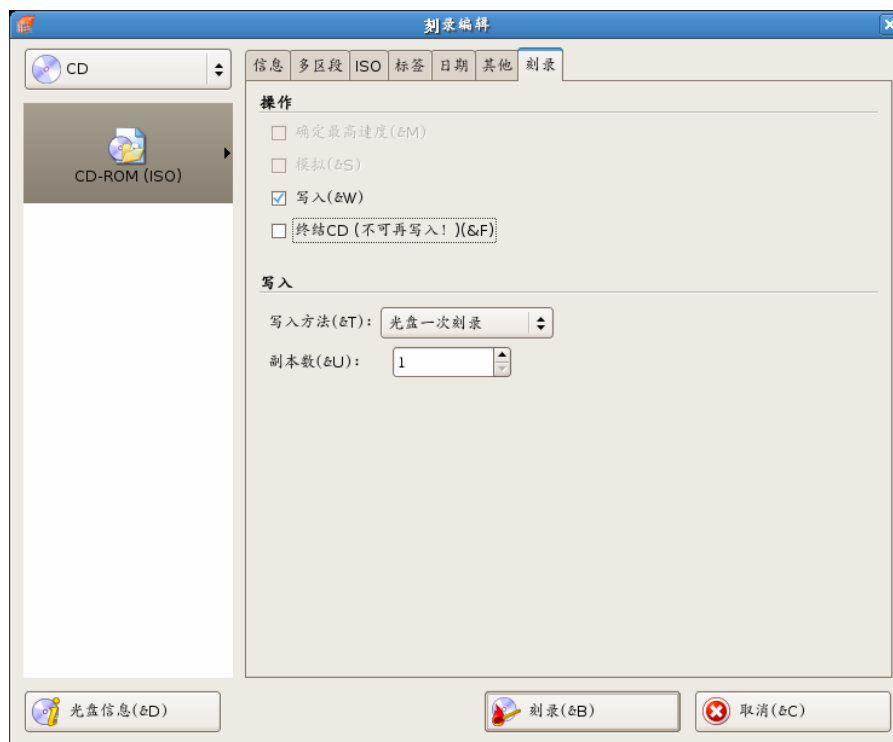 刻录编辑
CD
CD-ROM (ISO)
信息 多区段 ISO 标签 日期 其他 刻录
操作
确定最高速度(&M)
模拟(&S)
写入(&W)
终结CD (不可再写入！)(&F)
写入
写入方法(&T)： 光盘一次刻录
副本数(&U)： 1
光盘信息(&D) 刻录(&B) 取消(&C)